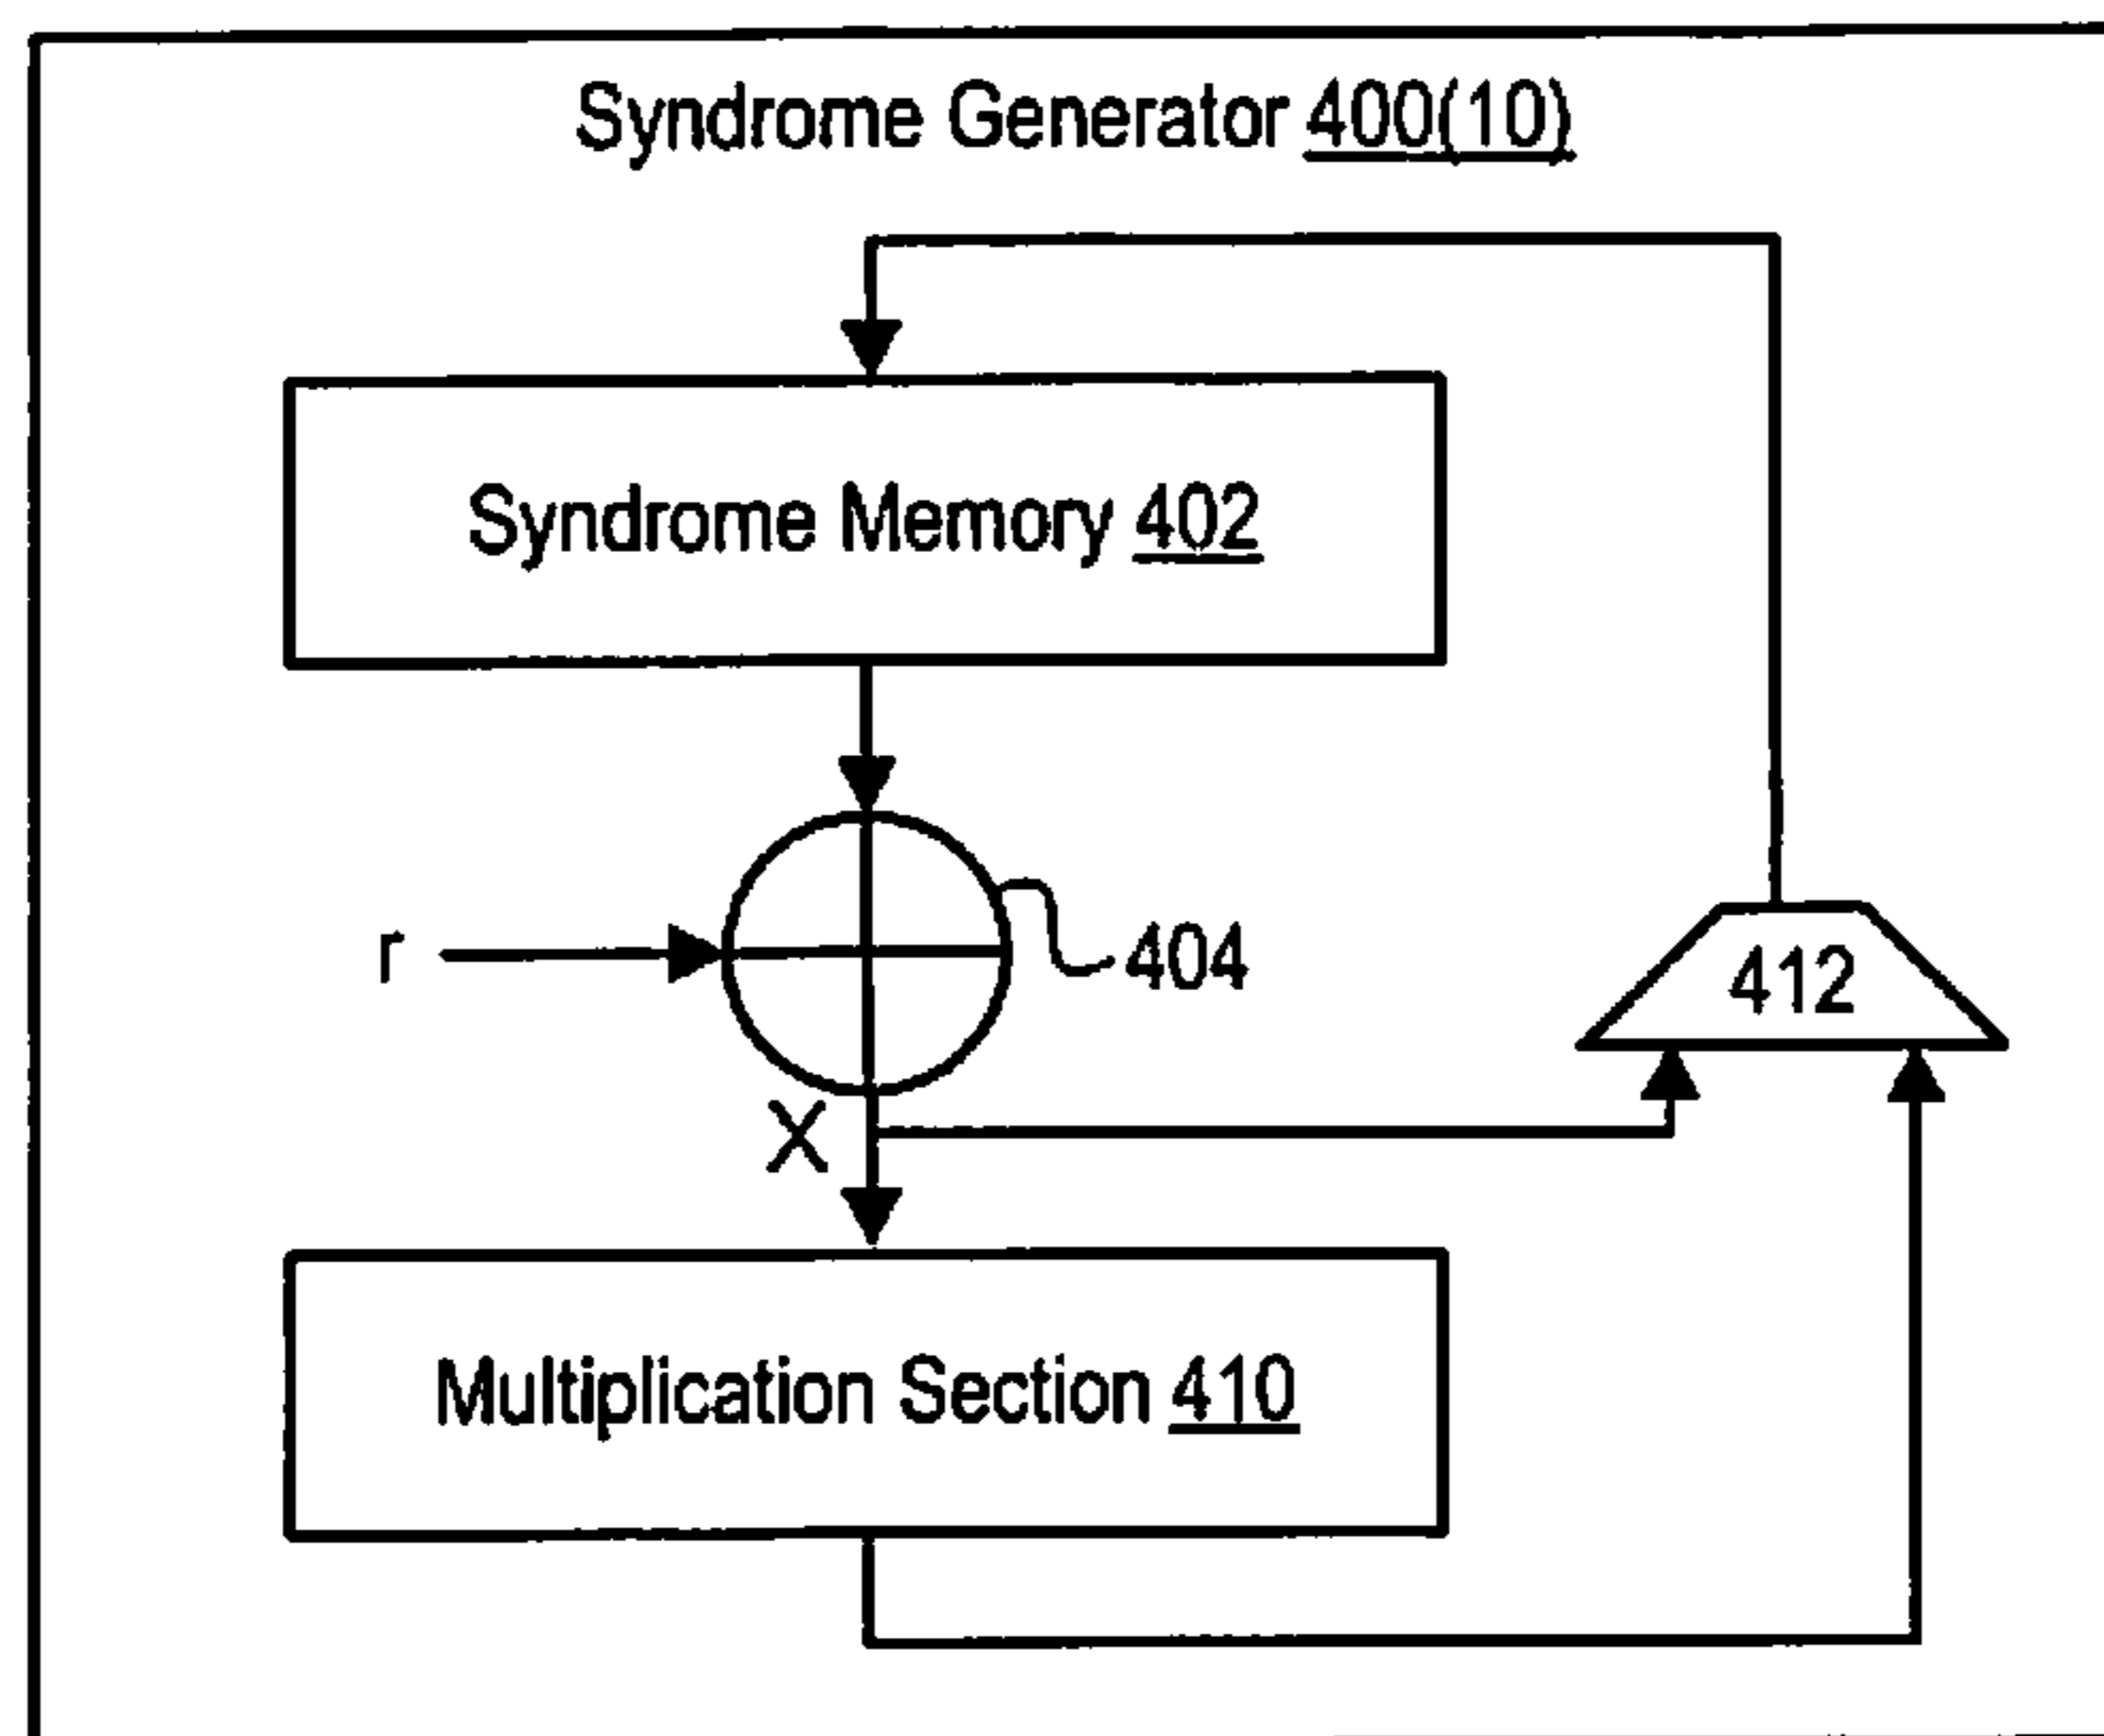 Syndrome Generator 400(10)
Syndrome Memory 402
r
404
412
X
Multiplication Section 410